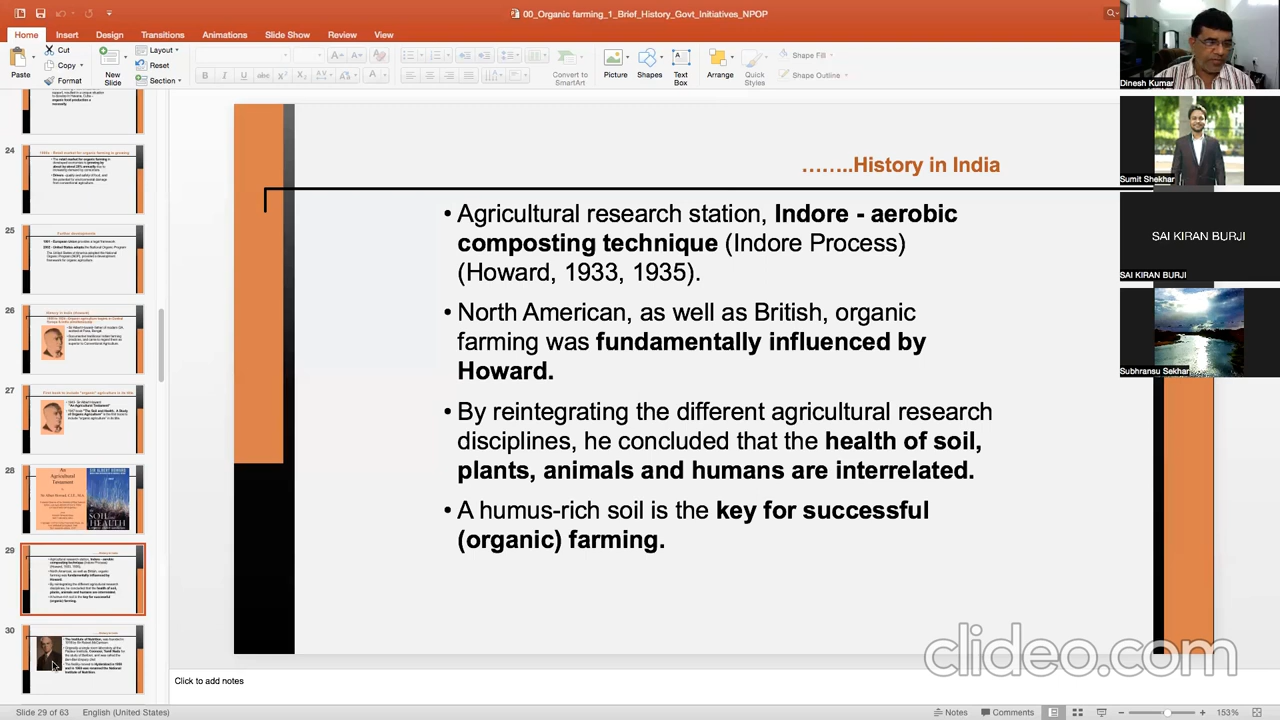 00_Organic farming_1_Brief_History_Govt_Initiatives_NPOP
Home Insert Design Transitions Animations Slide Show Review View
Paste
Cut
Copy
Format
New Slide
Layout
Reset
Section
Convert to SmartArt
Picture
Shapes
Text Box
Arrange
Quick Styles
Shape Fill
Shape Outline
24
25
26
27
28
29
30
……..History in India
• Agricultural research station, Indore - aerobic
composting technique (Indore Process)
(Howard, 1933, 1935).
• North American, as well as British, organic
farming was fundamentally influenced by
Howard.
• By reintegrating the different agricultural research
disciplines, he concluded that the health of soil,
plants, animals and humans are interrelated.
• A humus-rich soil is the key for successful
(organic) farming.
Dinesh Kumar
Sumit Shekhar
SAI KIRAN BURJI
SAI KIRAN BURJI
Subhransu Sekhar
clideo.com
Click to add notes
Slide 29 of 63 English (United States)
Notes Comments 153%